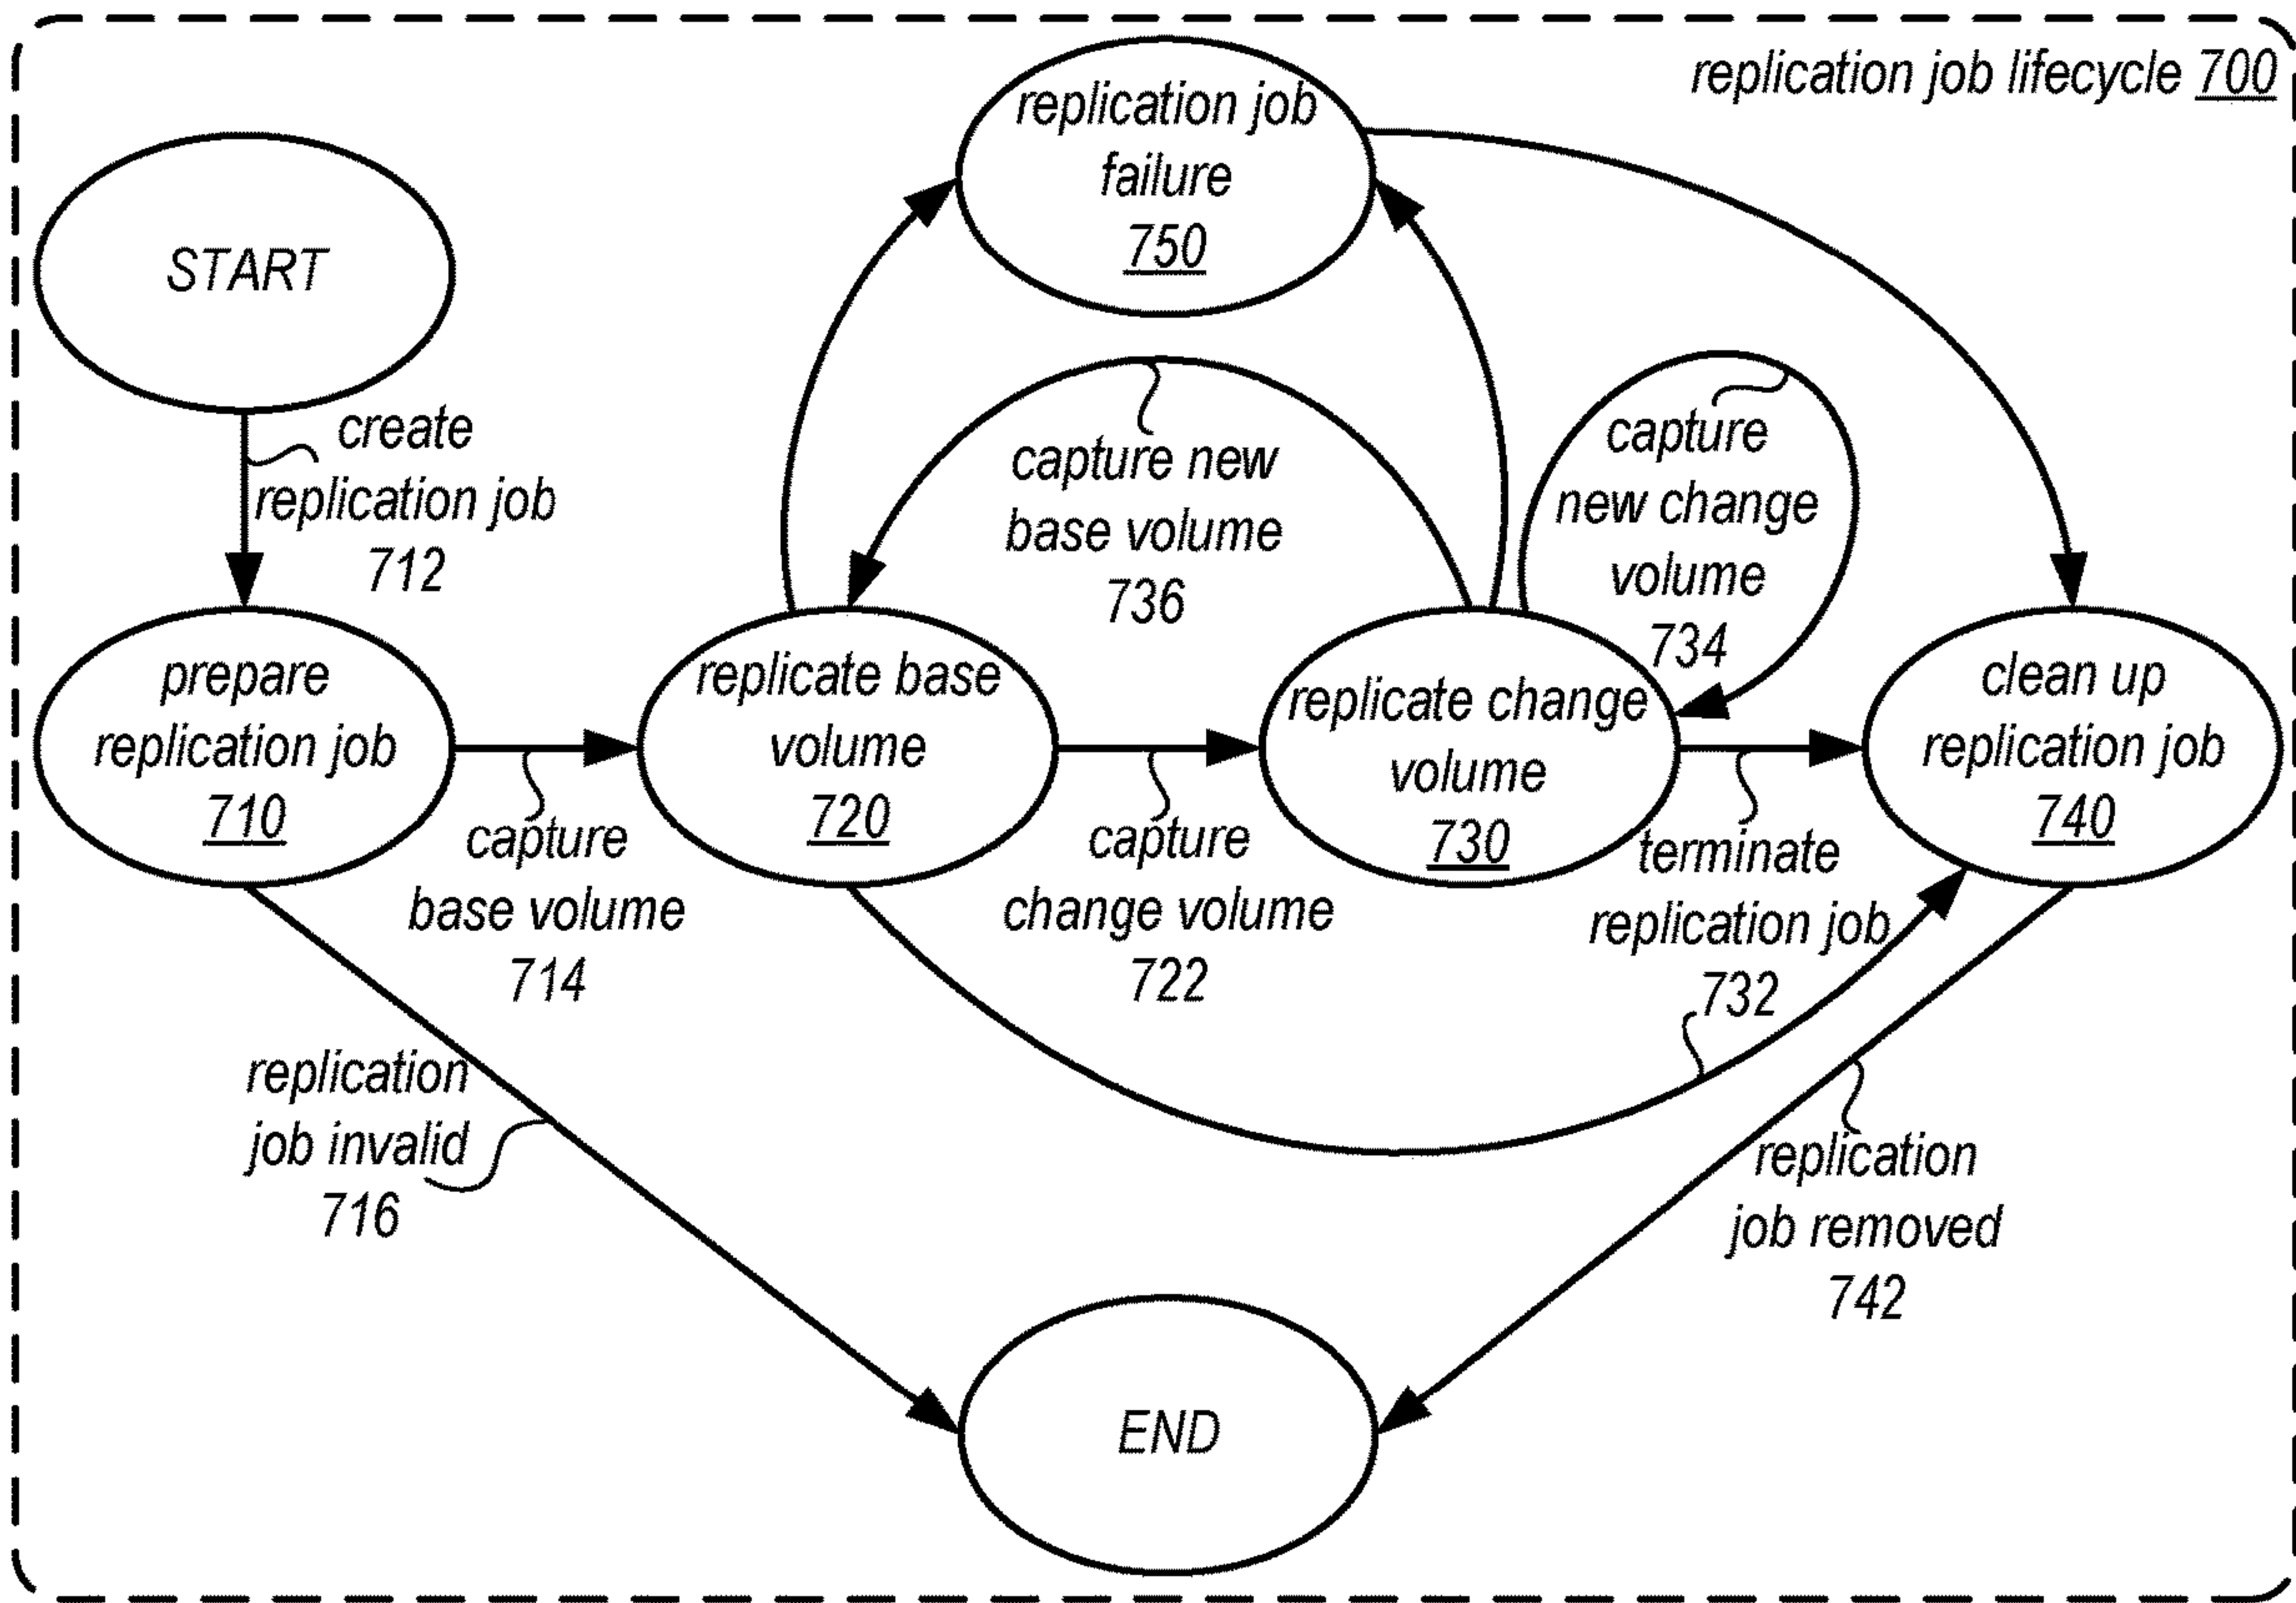 replication job lifecycle 700
replication job
failure
750
START
create
replication job
712
capture new
base volume
736
capture
new change
volume
734
prepare
replication job
710
replicate base
volume
720
replicate change
volume
730
clean up
replication job
740
capture
base volume
714
capture
change volume
722
terminate
replication job
732
replication
job invalid
716
replication
job removed
742
END